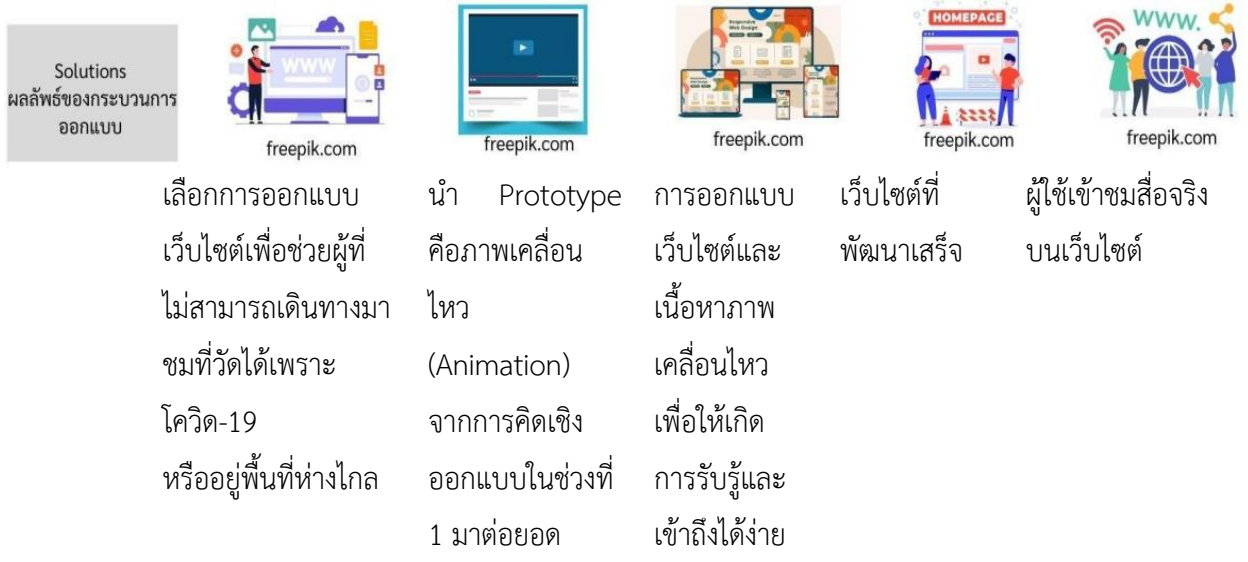 Solutions
ผลลัพธ์ของกระบวนการ
ออกแบบ
WWW
freepik.com
เลือกการออกแบบ
เว็บไซต์เพื่อช่วยผู้ที่
ไม่สามารถเดินทางมา
ชมที่วัดได้เพราะ
โควิด-19
หรืออยู่พื้นที่ห่างไกล
freepik.com
นำ Prototype
คือภาพเคลื่อน
ไหว
(Animation)
จากการคิดเชิง
ออกแบบในช่วงที่
1 มาต่อยอด
Responsive
Web Design
freepik.com
การออกแบบ
เว็บไซต์และ
เนื้อหาภาพ
เคลื่อนไหว
เพื่อให้เกิด
การรับรู้และ
เข้าถึงได้ง่าย
HOMEPAGE
freepik.com
เว็บไซต์ที่
พัฒนาเสร็จ
WWW.
freepik.com
ผู้ใช้เข้าชมสื่อจริง
บนเว็บไซต์